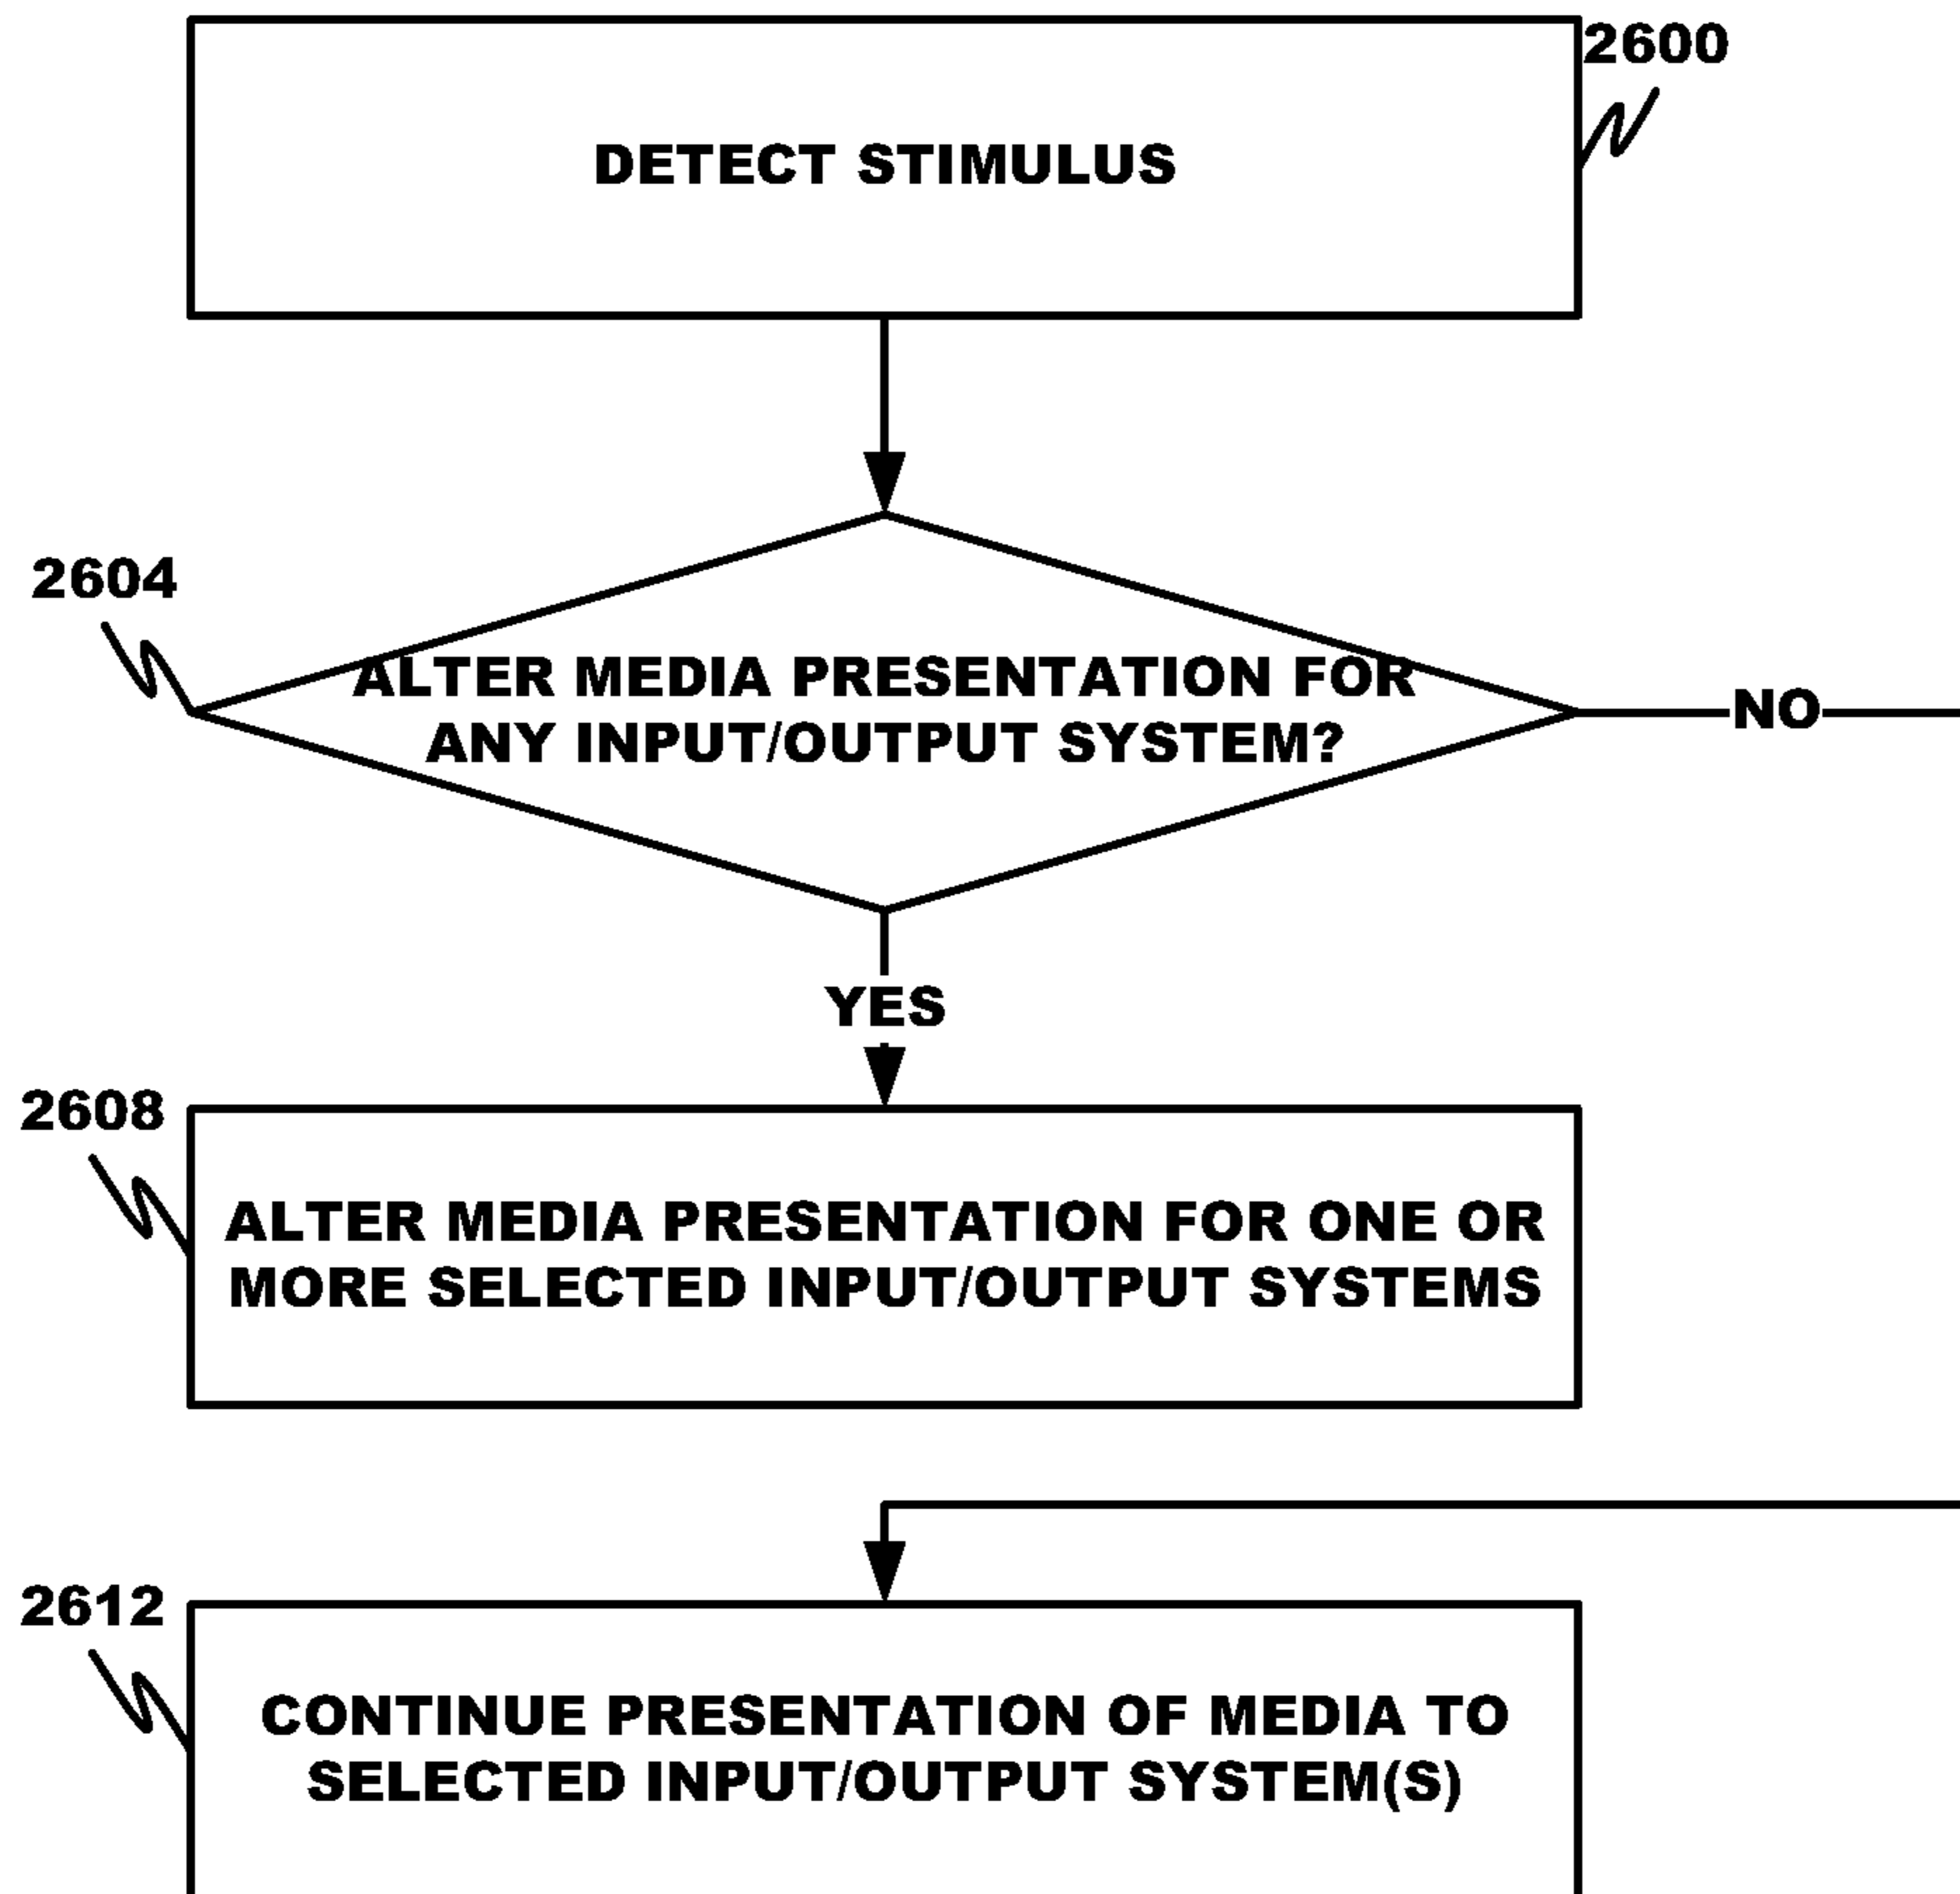 2600
DETECT STIMULUS
2604
ALTER MEDIA PRESENTATION FOR
ANY INPUT/OUTPUT SYSTEM?
NO
YES
2608
ALTER MEDIA PRESENTATION FOR ONE OR
MORE SELECTED INPUT/OUTPUT SYSTEMS
2612
CONTINUE PRESENTATION OF MEDIA TO
SELECTED INPUT/OUTPUT SYSTEM(S)